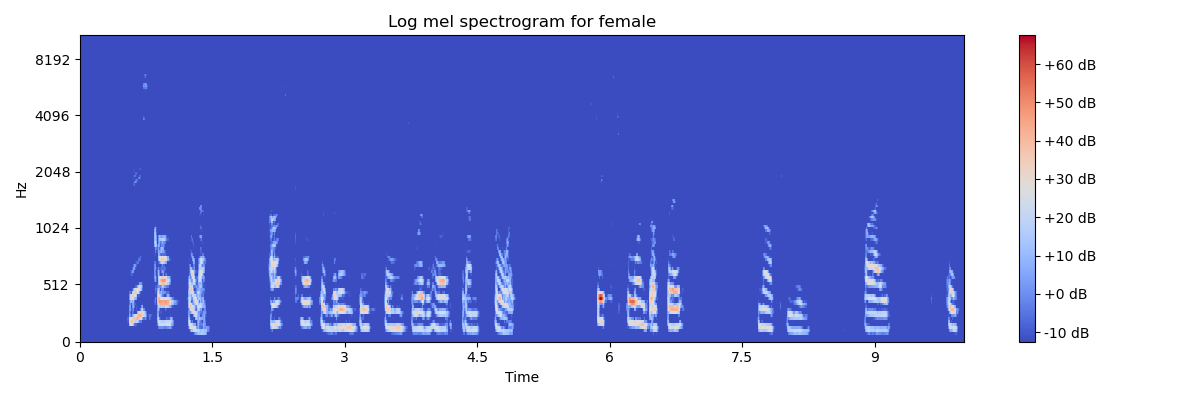 Log mel spectrogram for female
Hz
8192
4096
2048
1024
512
0
0 1.5 3 4.5 6 7.5 9
Time
+60 dB
+50 dB
+40 dB
+30 dB
+20 dB
+10 dB
+0 dB
-10 dB